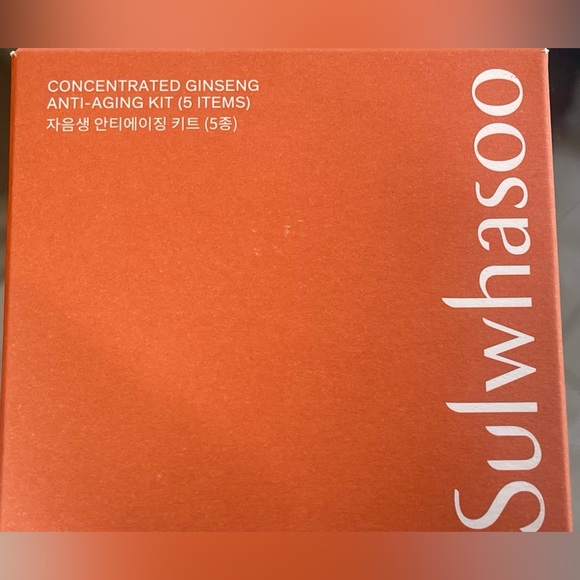 CONCENTRATED GINSENG
ANTI-AGING KIT (5 ITEMS)
자음생 안티에이징 키트 (5종)
Sulwhasoo